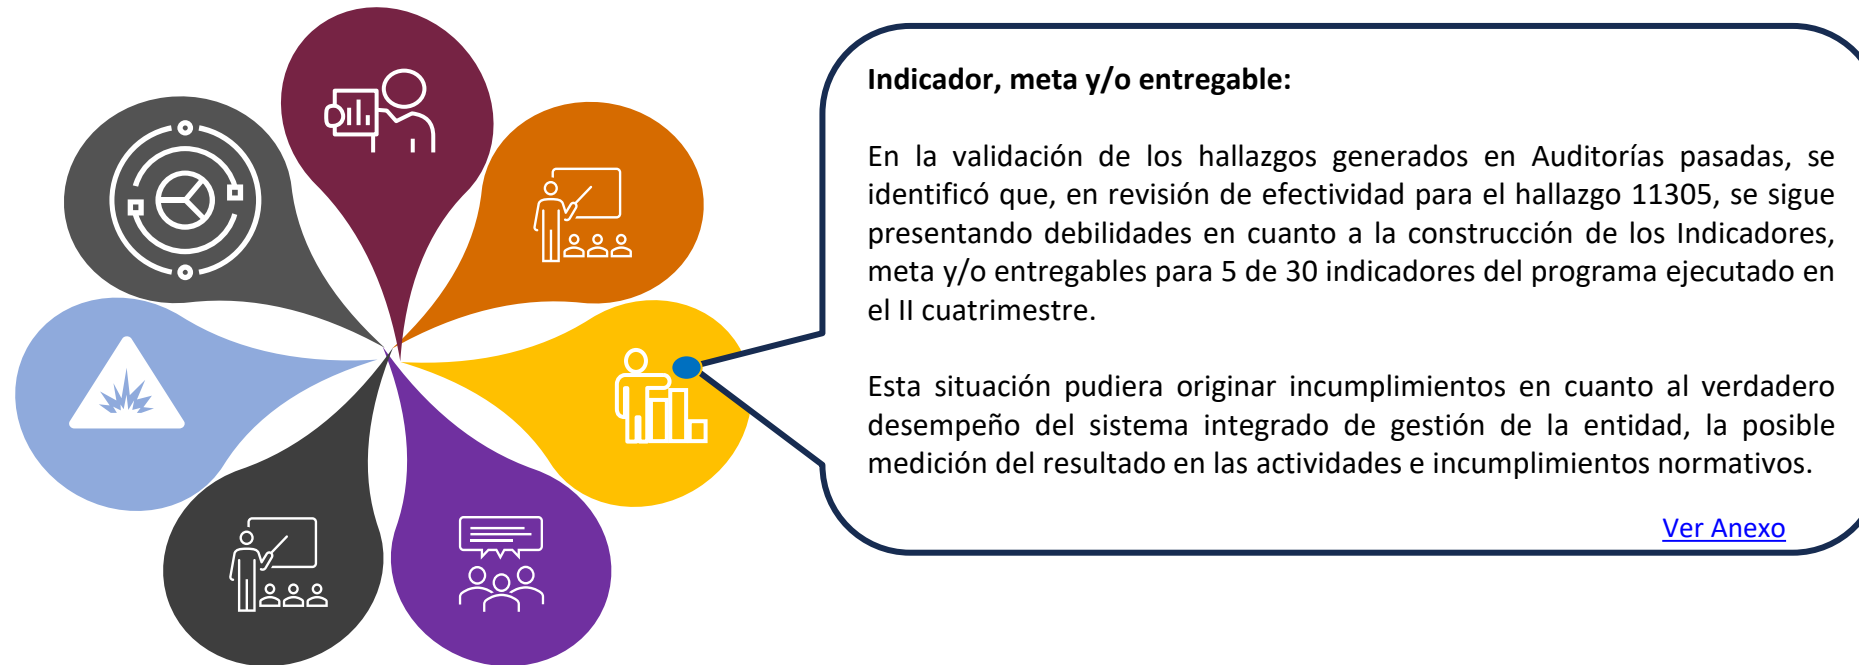 Indicador, meta y/o entregable:
En la validación de los hallazgos generados en Auditorías pasadas, se
identificó que, en revisión de efectividad para el hallazgo 11305, se sigue
presentando debilidades en cuanto a la construcción de los Indicadores,
meta y/o entregables para 5 de 30 indicadores del programa ejecutado en
el II cuatrimestre.
Esta situación pudiera originar incumplimientos en cuanto al verdadero
desempeño del sistema integrado de gestión de la entidad, la posible
medición del resultado en las actividades e incumplimientos normativos.
Ver Anexo